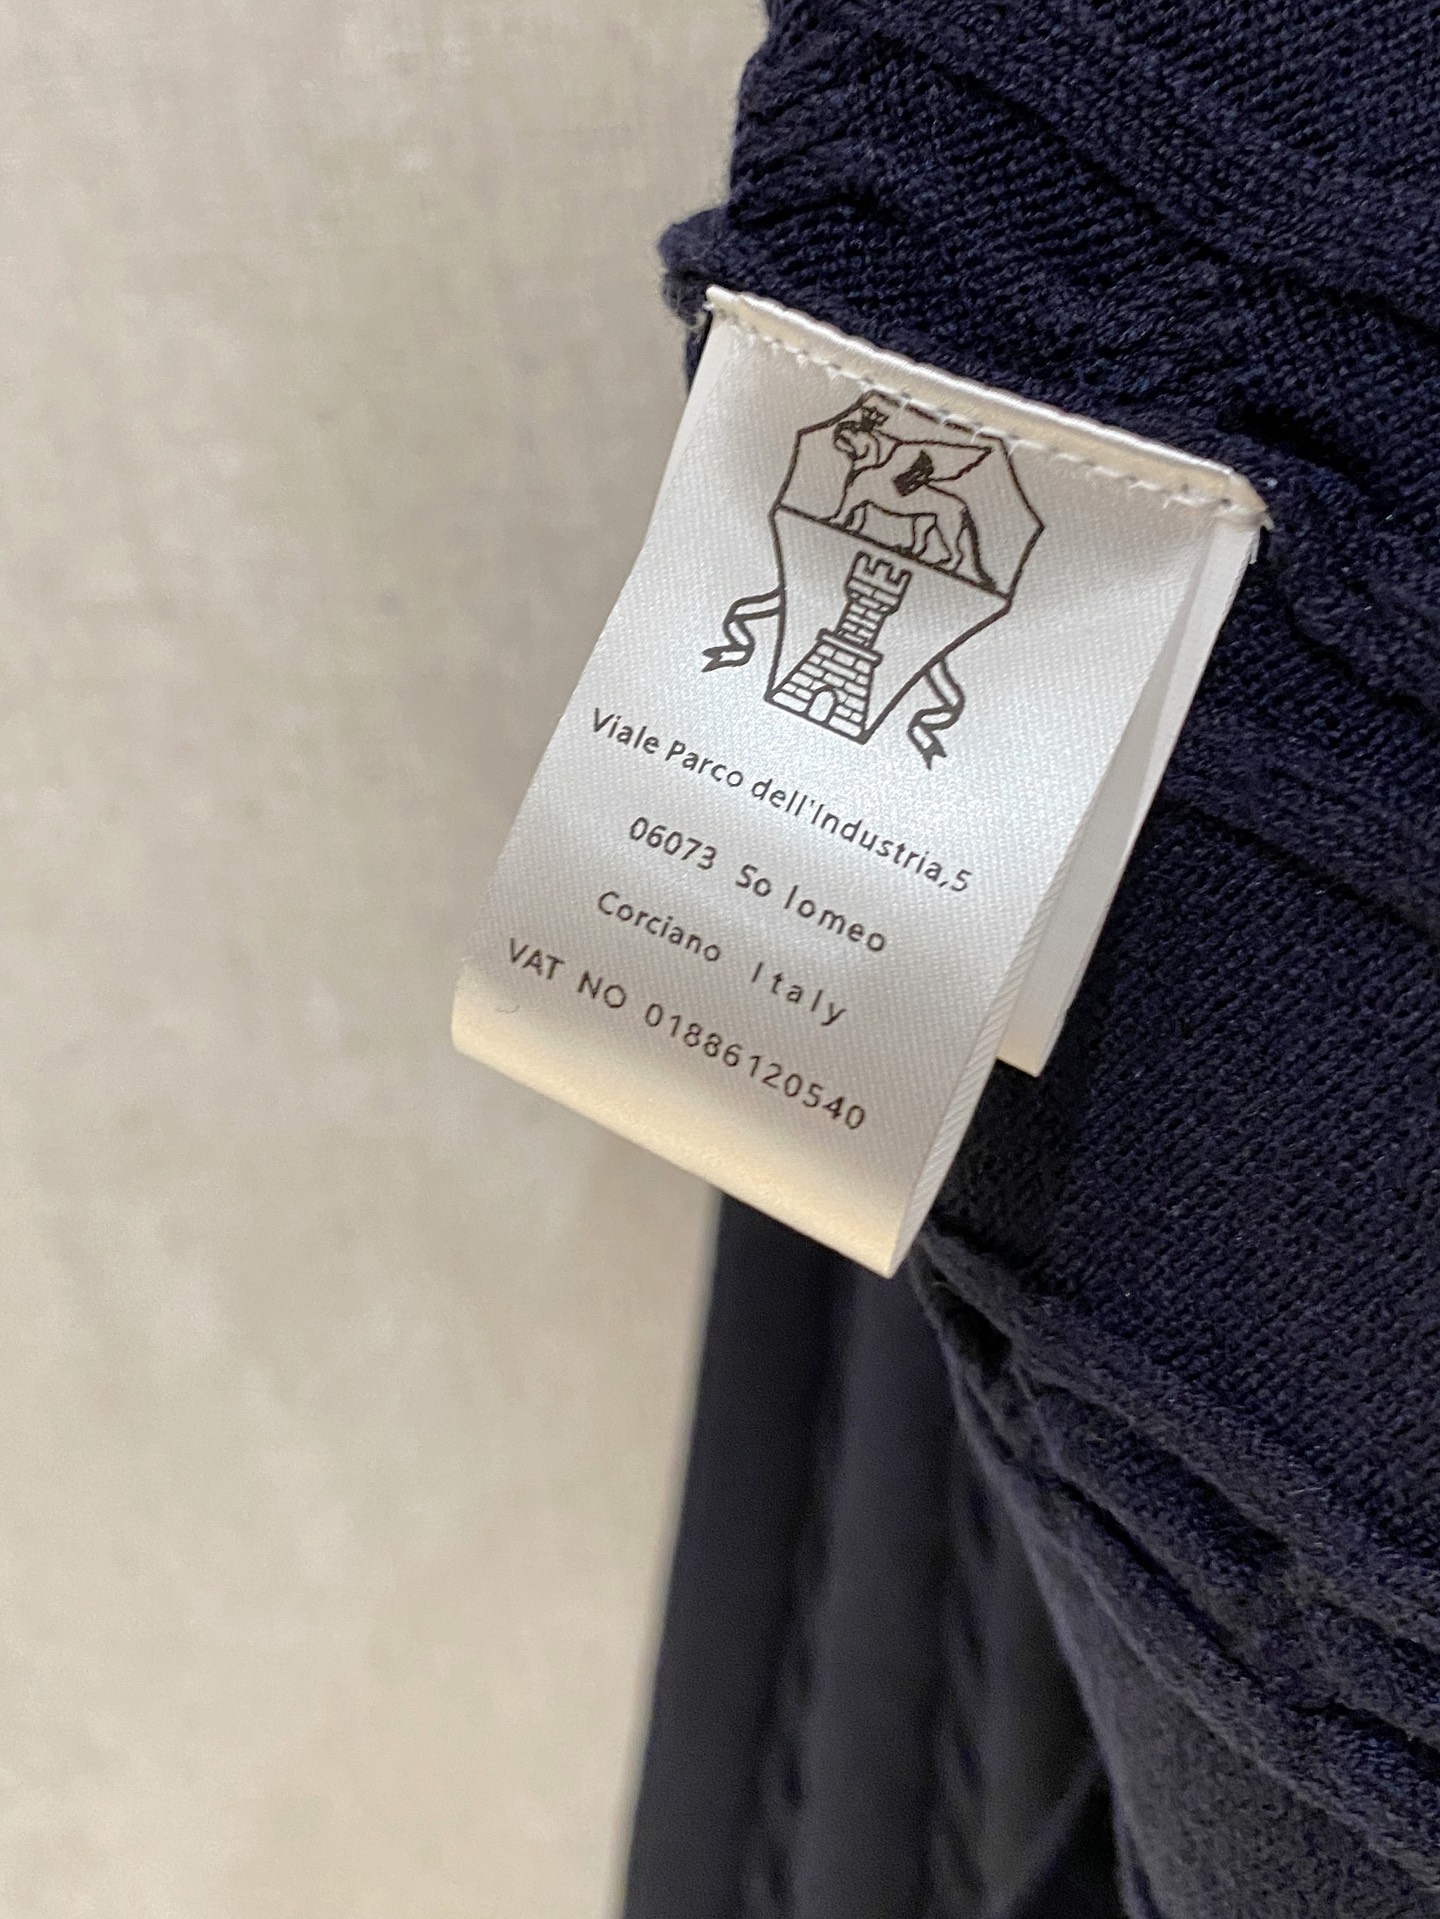 Viale Parco dell'Industria,5
06073 So lomeo
Corciano Italy
VAT NO 01886120540